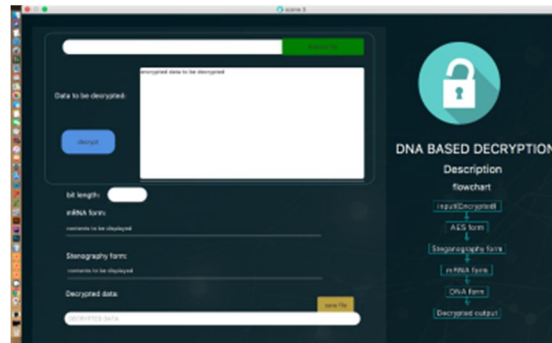 scene 3
encrypted data to be decrypted
Data to be decrypted:
decrypt
bit length:
mRNA form:
contents to be displayed
Stenography form:
contents to be displayed
Decrypted data:
save file
DECRYPTED DATA
DNA BASED DECRYPTION
Description
flowchart
input(Encrypted)
AES form
Steganography form
mRNA form
DNA form
Decrypted output